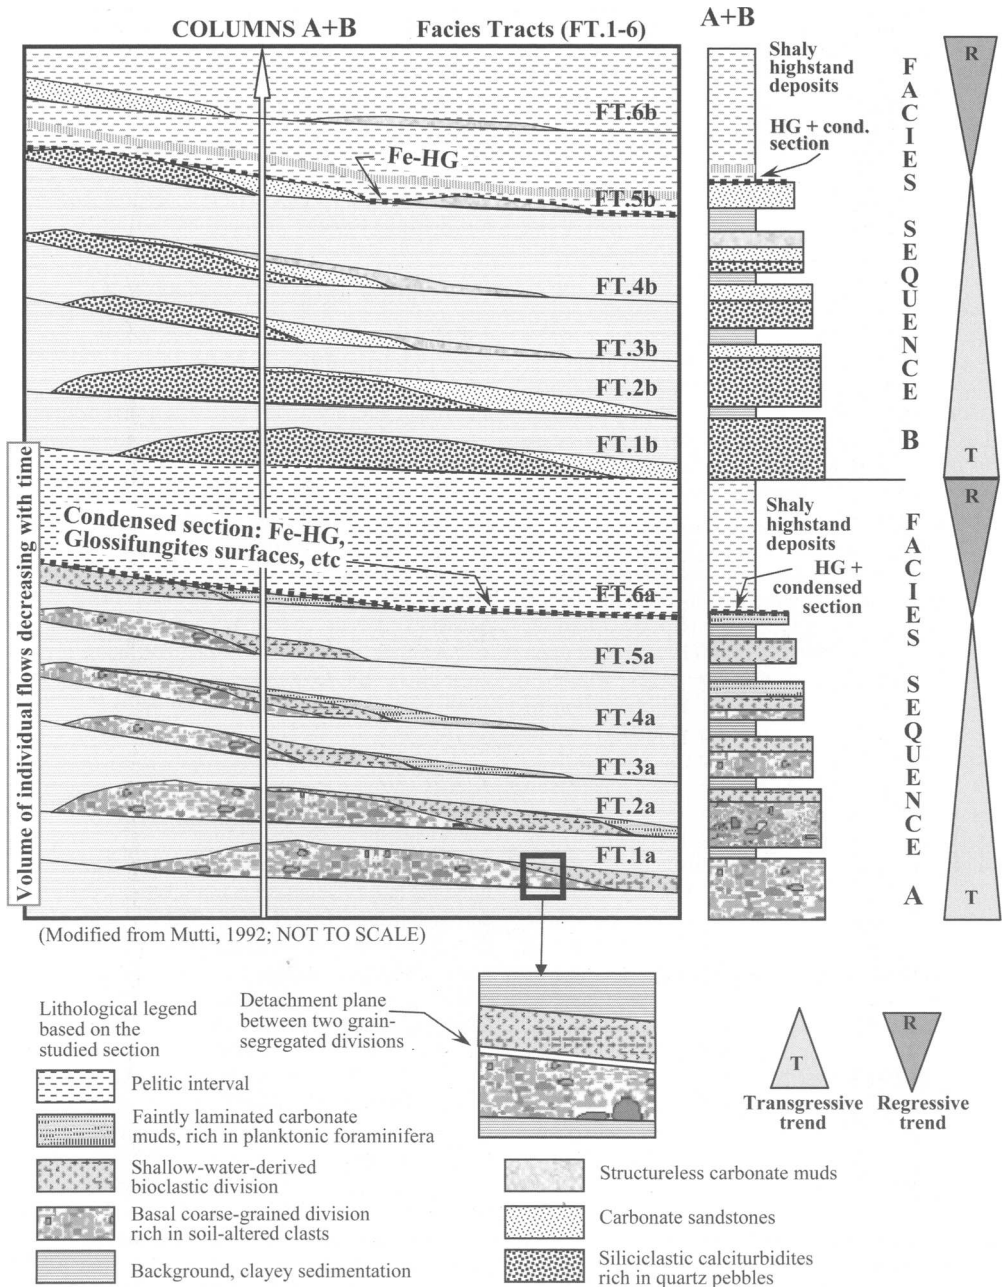 COLUMNS A+B
Facies Tracts (FT.1-6)
FT.6b
Fe-HG
FT.5b
FT.4b
FT.3b
FT.2b
FT.1b
Condensed section: Fe-HG,
Glossifungites surfaces, etc
FT.6a
FT.5a
FT.4a
FT.3a
FT.2a
FT.1a
Volume of individual flows decreasing with time
(Modified from Mutti, 1992; NOT TO SCALE)
A+B
Shaly
highstand
deposits
HG + cond.
section
Shaly
highstand
deposits
HG +
condensed
section
FACIES SEQUENCE B
FACIES SEQUENCE A
R
T
R
T
Lithological legend
based on the
studied section
Detachment plane
between two grain-
segregated divisions
Pelitic interval
Faintly laminated carbonate
muds, rich in planktonic foraminifera
Shallow-water-derived
bioclastic division
Basal coarse-grained division
rich in soil-altered clasts
Background, clayey sedimentation
T
Transgressive
trend
R
Regressive
trend
Structureless carbonate muds
Carbonate sandstones
Siliciclastic calciturbidites
rich in quartz pebbles